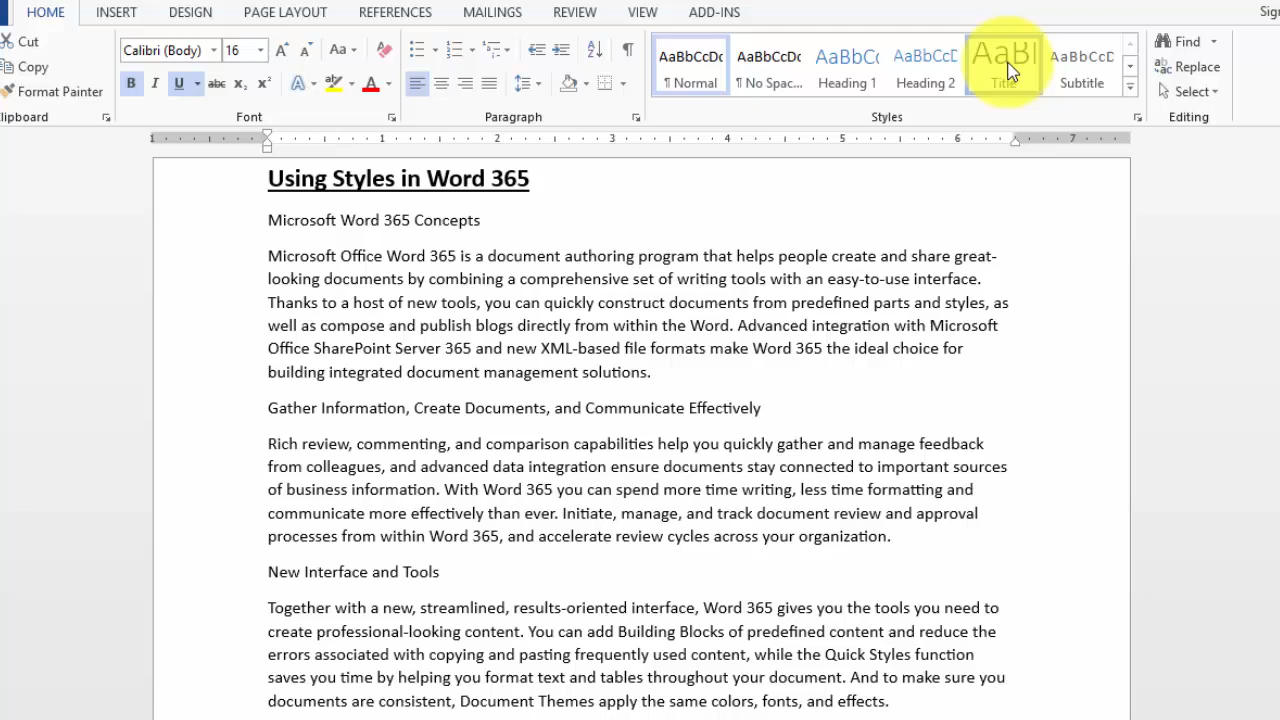 HOME INSERT DESIGN PAGE LAYOUT REFERENCES MAILINGS REVIEW VIEW ADD-INS Sig
Cut
Copy
Format Painter
lipboard
Calibri (Body) 16 A A Aa
B I U abc x₂ x² A A
Font
Paragraph
AaBbCcDc AaBbCcDc AaBbCc AaBbCcD AaBl AaBbCcD
¶ Normal ¶ No Spac... Heading 1 Heading 2 Title Subtitle
Styles
Find
Replace
Select
Editing
1 1 2 3 4 5 6 7
Using Styles in Word 365
Microsoft Word 365 Concepts
Microsoft Office Word 365 is a document authoring program that helps people create and share great-
looking documents by combining a comprehensive set of writing tools with an easy-to-use interface.
Thanks to a host of new tools, you can quickly construct documents from predefined parts and styles, as
well as compose and publish blogs directly from within the Word. Advanced integration with Microsoft
Office SharePoint Server 365 and new XML-based file formats make Word 365 the ideal choice for
building integrated document management solutions.
Gather Information, Create Documents, and Communicate Effectively
Rich review, commenting, and comparison capabilities help you quickly gather and manage feedback
from colleagues, and advanced data integration ensure documents stay connected to important sources
of business information. With Word 365 you can spend more time writing, less time formatting and
communicate more effectively than ever. Initiate, manage, and track document review and approval
processes from within Word 365, and accelerate review cycles across your organization.
New Interface and Tools
Together with a new, streamlined, results-oriented interface, Word 365 gives you the tools you need to
create professional-looking content. You can add Building Blocks of predefined content and reduce the
errors associated with copying and pasting frequently used content, while the Quick Styles function
saves you time by helping you format text and tables throughout your document. And to make sure you
documents are consistent, Document Themes apply the same colors, fonts, and effects.